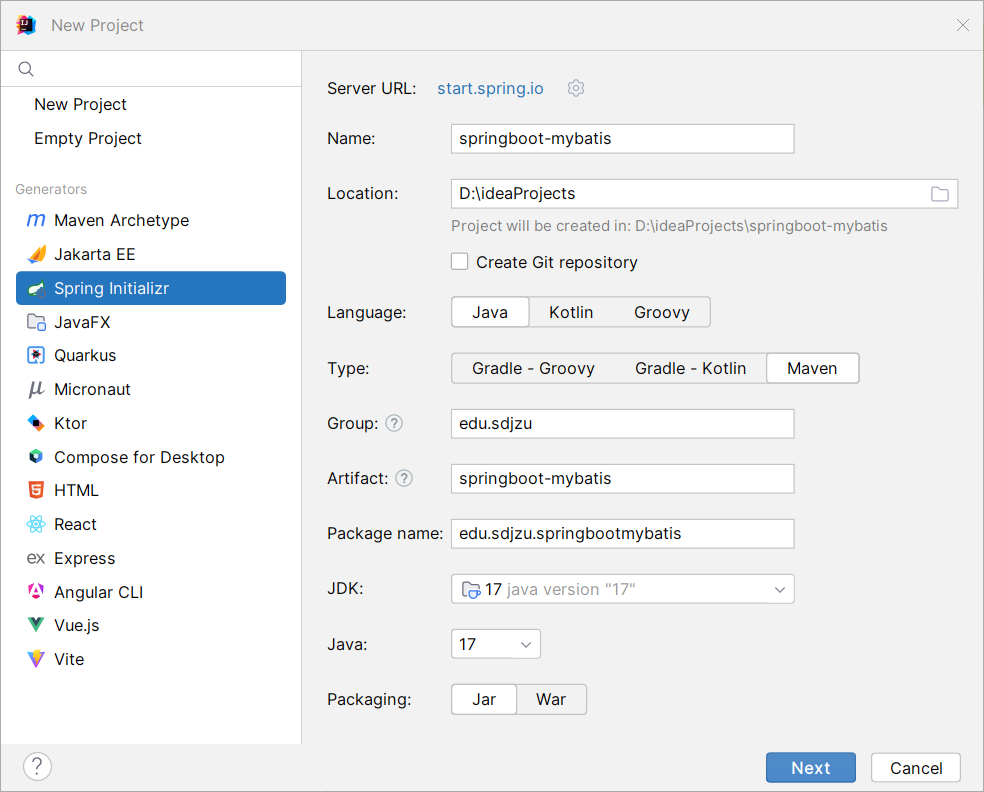 New Project
New Project
Empty Project
Generators
Maven Archetype
Jakarta EE
Spring Initializr
JavaFX
Quarkus
Micronaut
Ktor
Compose for Desktop
HTML
React
ex Express
Angular CLI
Vue.js
Vite
Server URL: start.spring.io
Name: springboot-mybatis
Location: D:\ideaProjects
Project will be created in: D:\ideaProjects\springboot-mybatis
Create Git repository
Language: Java Kotlin Groovy
Type: Gradle - Groovy Gradle - Kotlin Maven
Group: ? edu.sdjzu
Artifact: ? springboot-mybatis
Package name: edu.sdjzu.springbootmybatis
JDK: 17 java version "17"
Java: 17
Packaging: Jar War
? Next Cancel